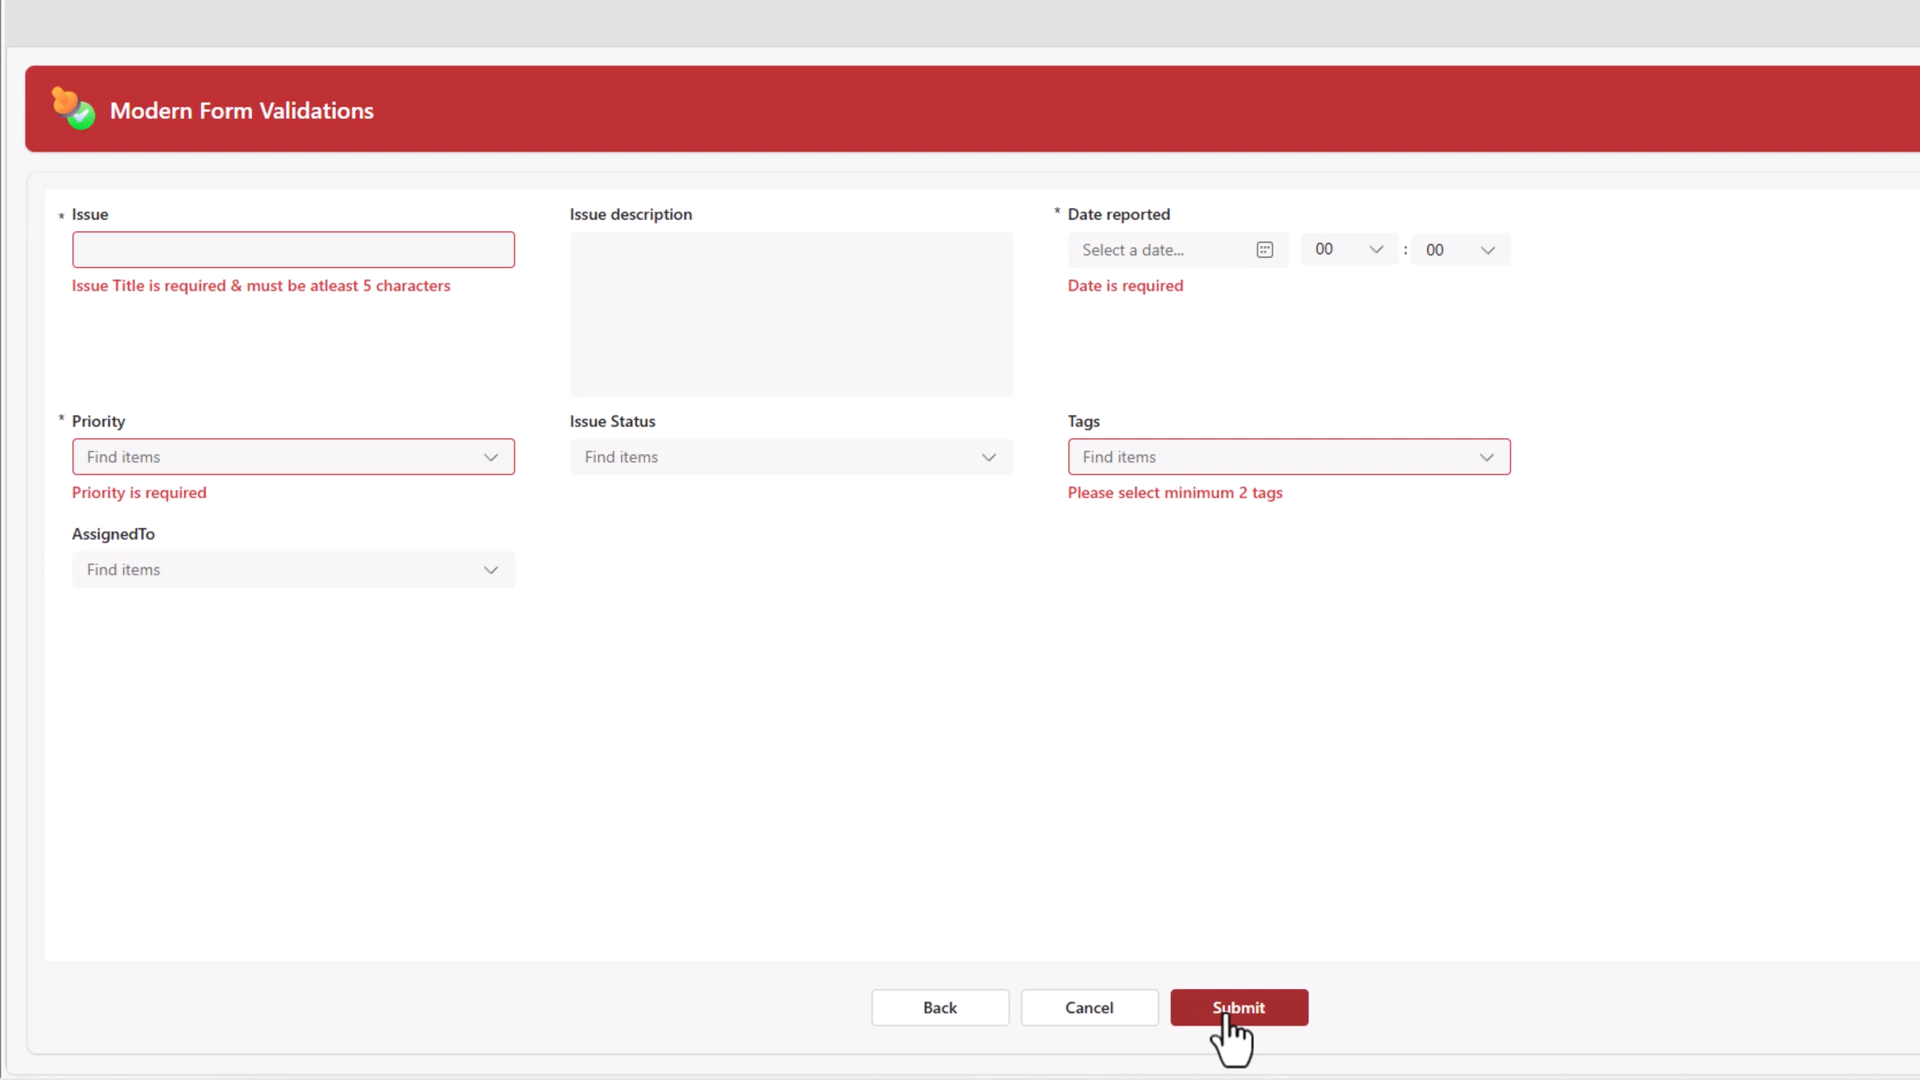 Modern Form Validations
* Issue
Issue description
* Date reported
Select a date...
00
:
00
Issue Title is required & must be atleast 5 characters
Date is required
* Priority
Issue Status
Tags
Find items
Find items
Find items
Priority is required
Please select minimum 2 tags
AssignedTo
Find items
Back
Cancel
Submit